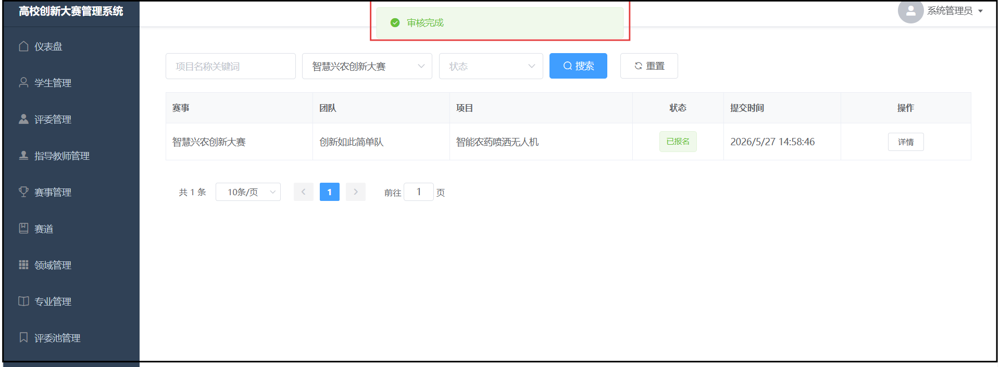 高校创新大赛管理系统
审核完成
系统管理员
仪表盘
学生管理
评委管理
指导教师管理
赛事管理
赛道
领域管理
专业管理
评委池管理
项目名称关键词 智慧兴农创新大赛 状态 搜索 重置
赛事 团队 项目 状态 提交时间 操作
智慧兴农创新大赛 创新如此简单队 智能农药喷洒无人机 已报名 2026/5/27 14:58:46 详情
共 1 条 10条/页 1 前往 1 页